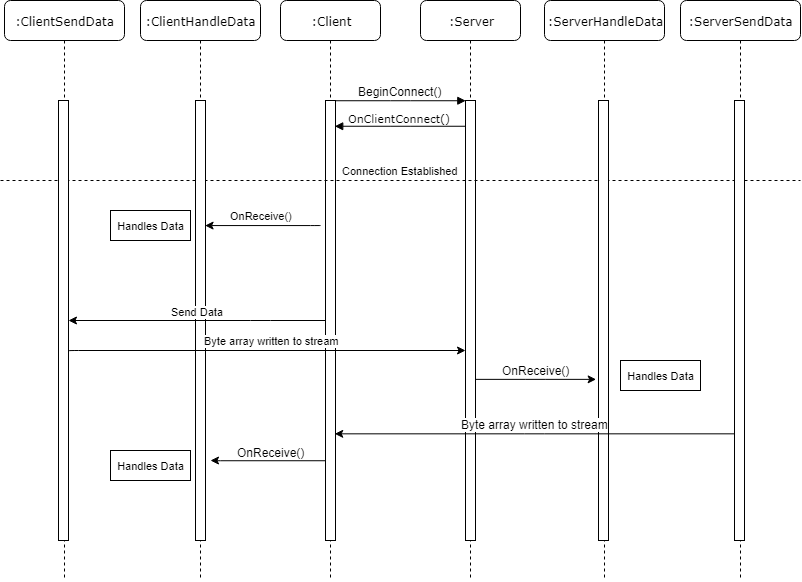 :ClientSendData
:ClientHandleData
:Client
:Server
:ServerHandleData
:ServerSendData
BeginConnect()
OnClientConnect()
Connection Established
OnReceive()
Handles Data
Send Data
Byte array written to stream
OnReceive()
Handles Data
Byte array written to stream
OnReceive()
Handles Data